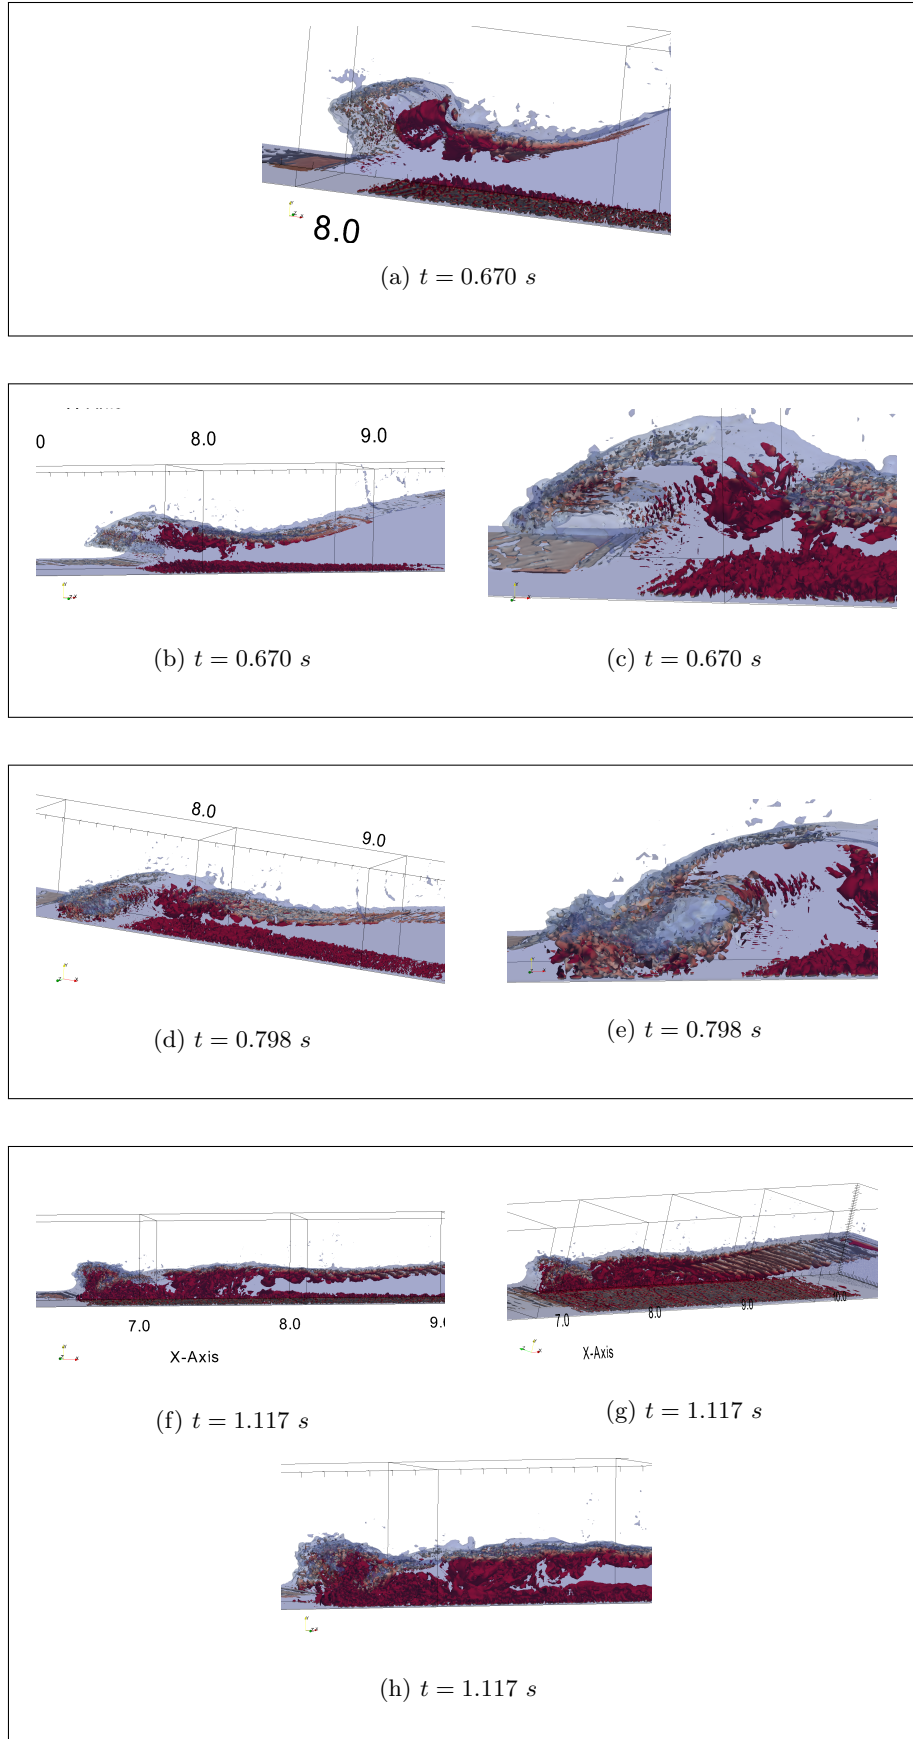 8.0
(a) t = 0.670 s
0 8.0 9.0
(b) t = 0.670 s
(c) t = 0.670 s
8.0
9.0
(d) t = 0.798 s
(e) t = 0.798 s
7.0 8.0
X-Axis
(f) t = 1.117 s
7.0 8.0 9.0 10.0
X-Axis
(g) t = 1.117 s
(h) t = 1.117 s